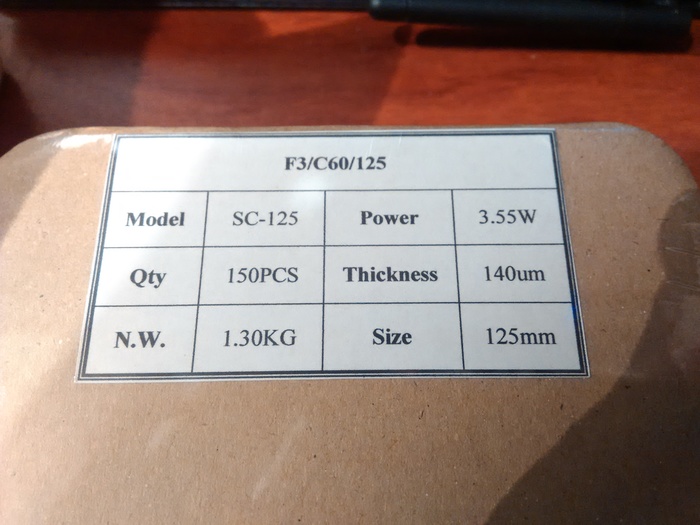 F3/C60/125
Model SC-125 Power 3.55W
Qty 150PCS Thickness 140um
N.W. 1.30KG Size 125mm